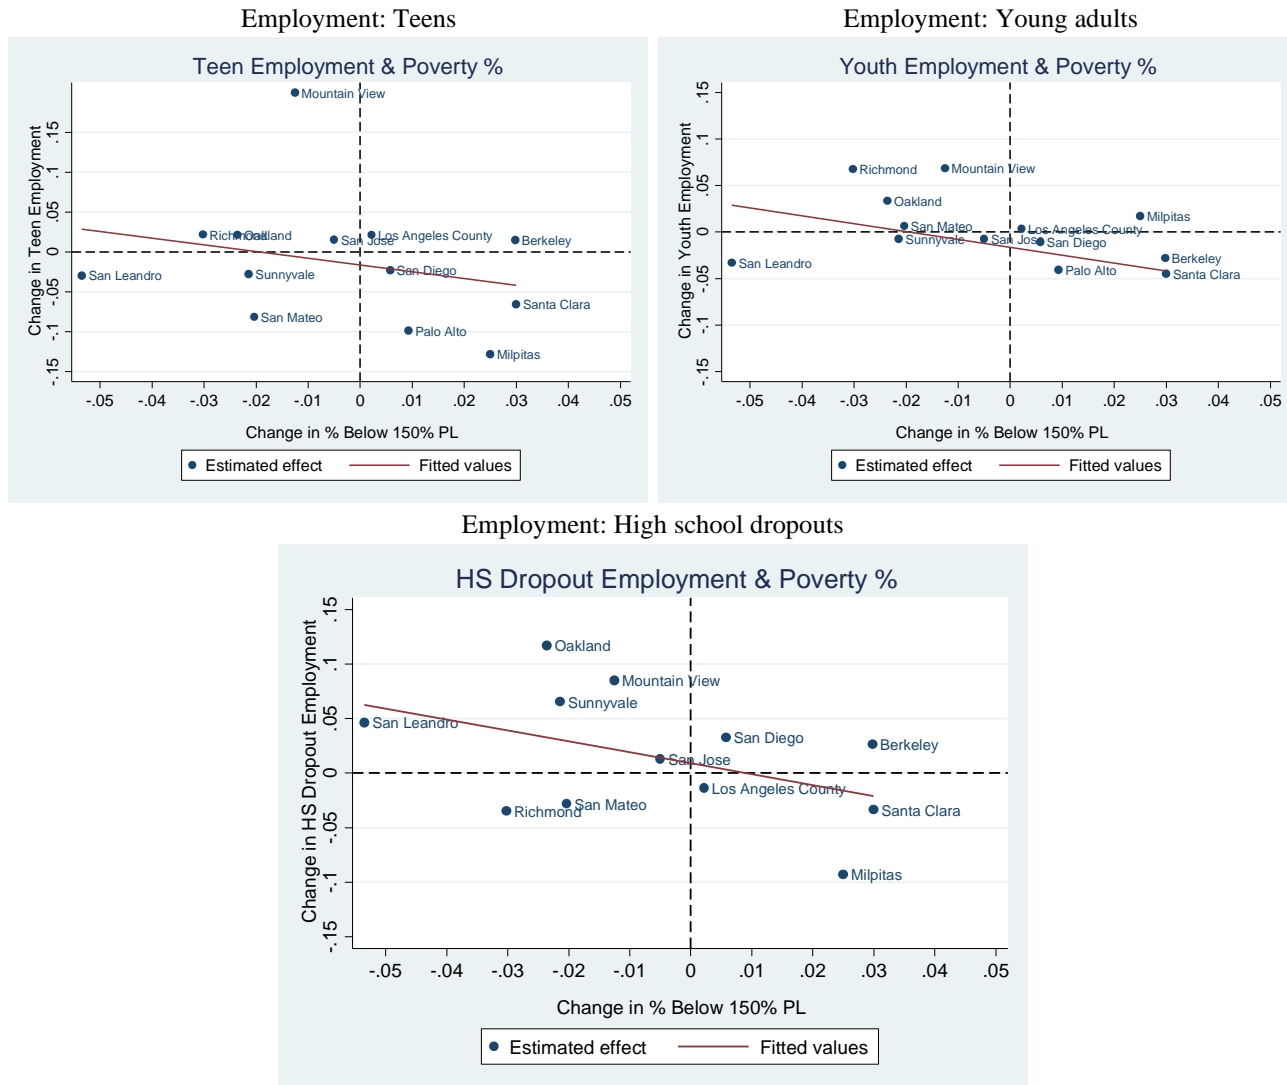 Employment: Teens
Teen Employment & Poverty %
Change in Teen Employment
.15
.1
.05
0
-.05
-.1
-.15
Mountain View
Richmond
Oakland
San Jose
Los Angeles County
Berkeley
San Leandro
Sunnyvale
San Diego
San Mateo
Santa Clara
Palo Alto
Milpitas
-.05 -.04 -.03 -.02 -.01 0 .01 .02 .03 .04 .05
Change in % Below 150% PL
Estimated effect Fitted values
Employment: Young adults
Youth Employment & Poverty %
Change in Youth Employment
.15
.1
.05
0
-.05
-.1
-.15
Richmond
Mountain View
Oakland
Milpitas
San Mateo
Los Angeles County
Sunnyvale
San Jos
San Diego
Berkeley
San Leandro
Palo Alto
Santa Clara
-.05 -.04 -.03 -.02 -.01 0 .01 .02 .03 .04 .05
Change in % Below 150% PL
Estimated effect Fitted values
Employment: High school dropouts
HS Dropout Employment & Poverty %
Change in HS Dropout Employment
.15
.1
.05
0
-.05
-.1
-.15
Oakland
Mountain View
Sunnyvale
San Leandro
San Diego
Berkeley
San Jose
Los Angeles County
San Mateo
Richmond
Santa Clara
Milpitas
-.05 -.04 -.03 -.02 -.01 0 .01 .02 .03 .04 .05
Change in % Below 150% PL
Estimated effect Fitted values